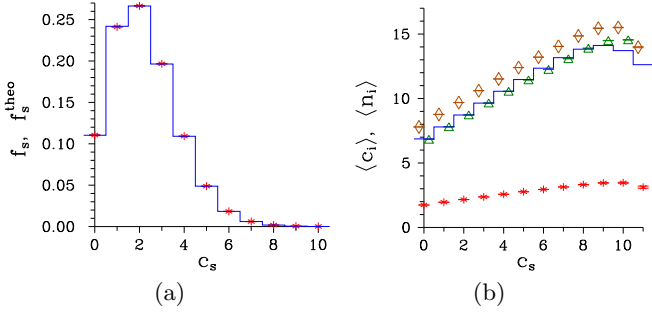 f_s, f_s^theo
0.25
0.20
0.15
0.10
0.05
0.00
0 2 4 6 8 10
c_s
(a)
⟨c_i⟩, ⟨n_i⟩
15
10
5
0
0 2 4 6 8 10
c_s
(b)